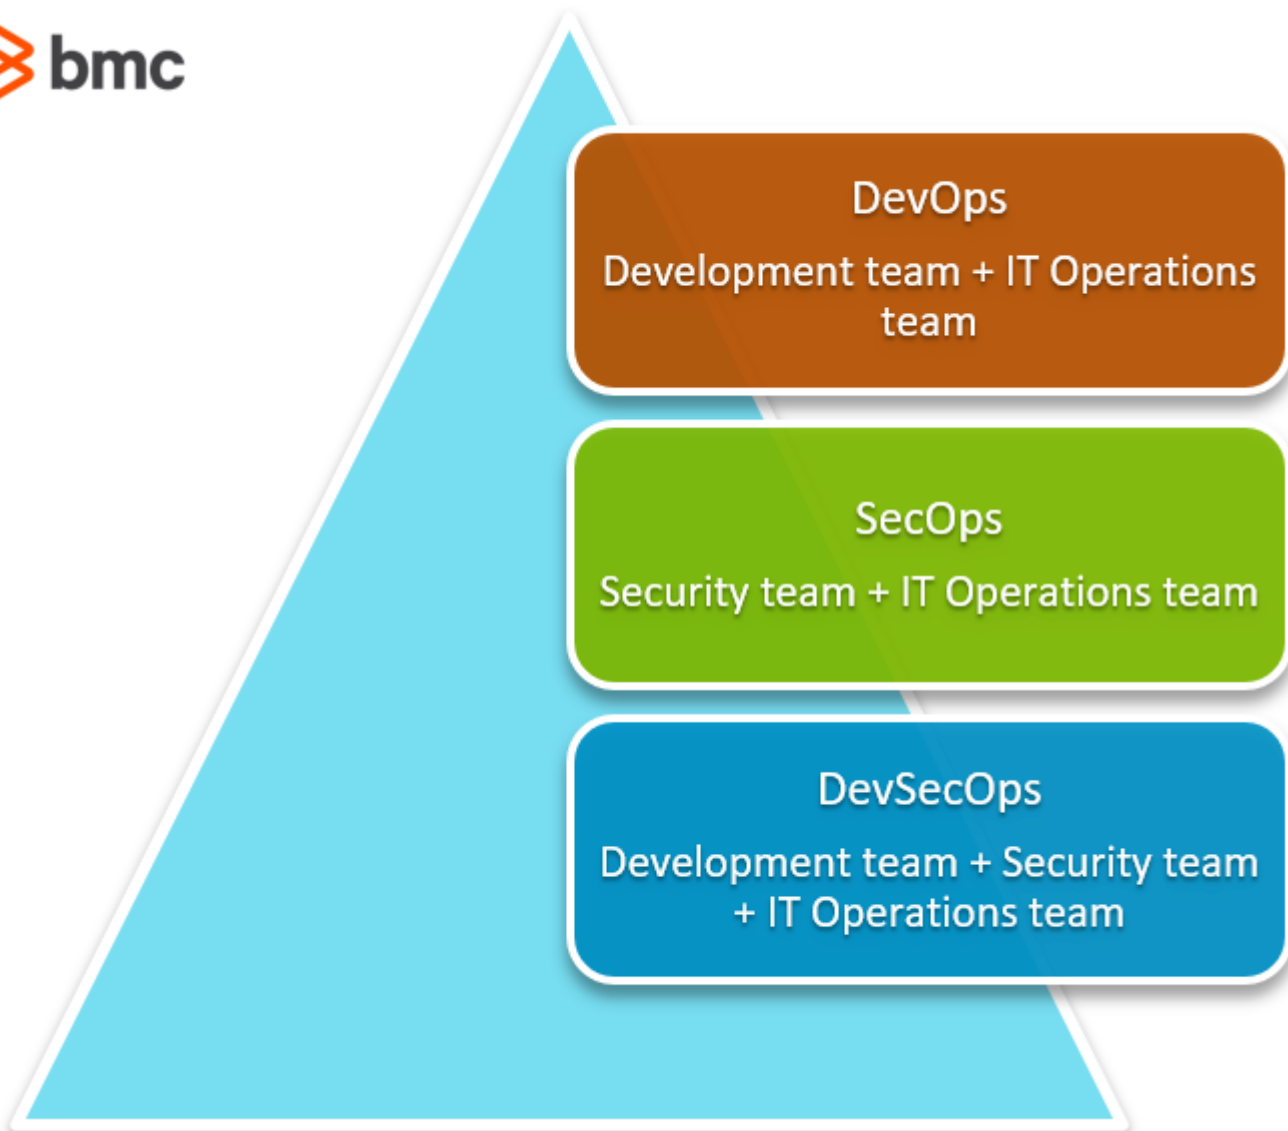 bmc
DevOps
Development team + IT Operations
team
SecOps
Security team + IT Operations team
DevSecOps
Development team + Security team
+ IT Operations team